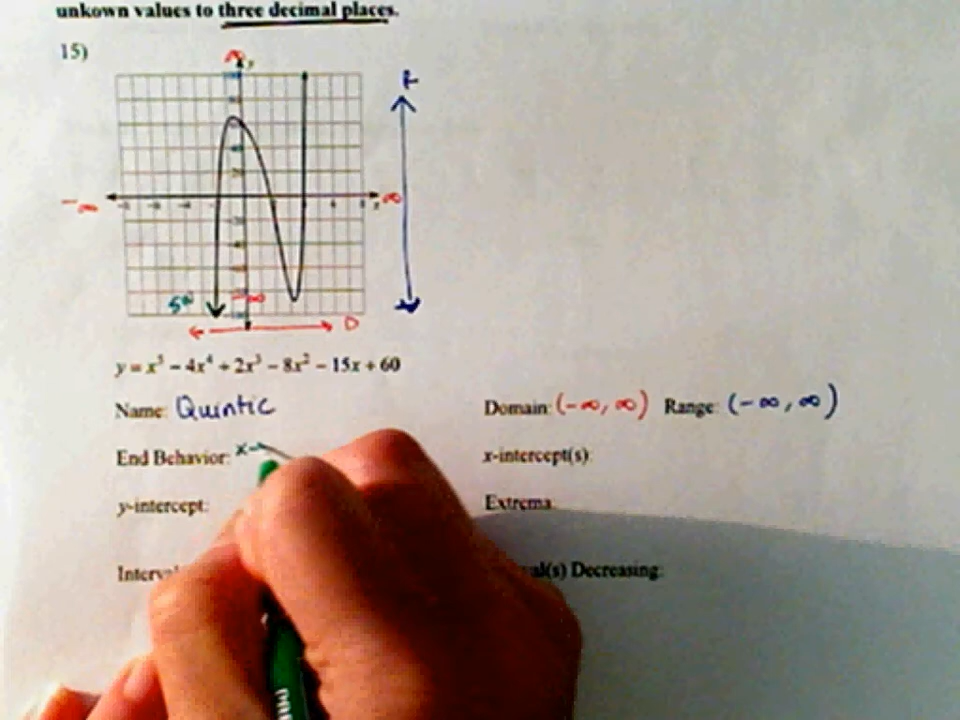 unkown values to three decimal places.
15)
∞ y
-∞ x ∞
-∞
D
y = x⁵ – 4x⁴ + 2x³ – 8x² – 15x + 60
Name: Quintic Domain: (-∞, ∞) Range: (-∞, ∞)
End Behavior: x- x-intercept(s):
y-intercept: Extrema
Decreasing: